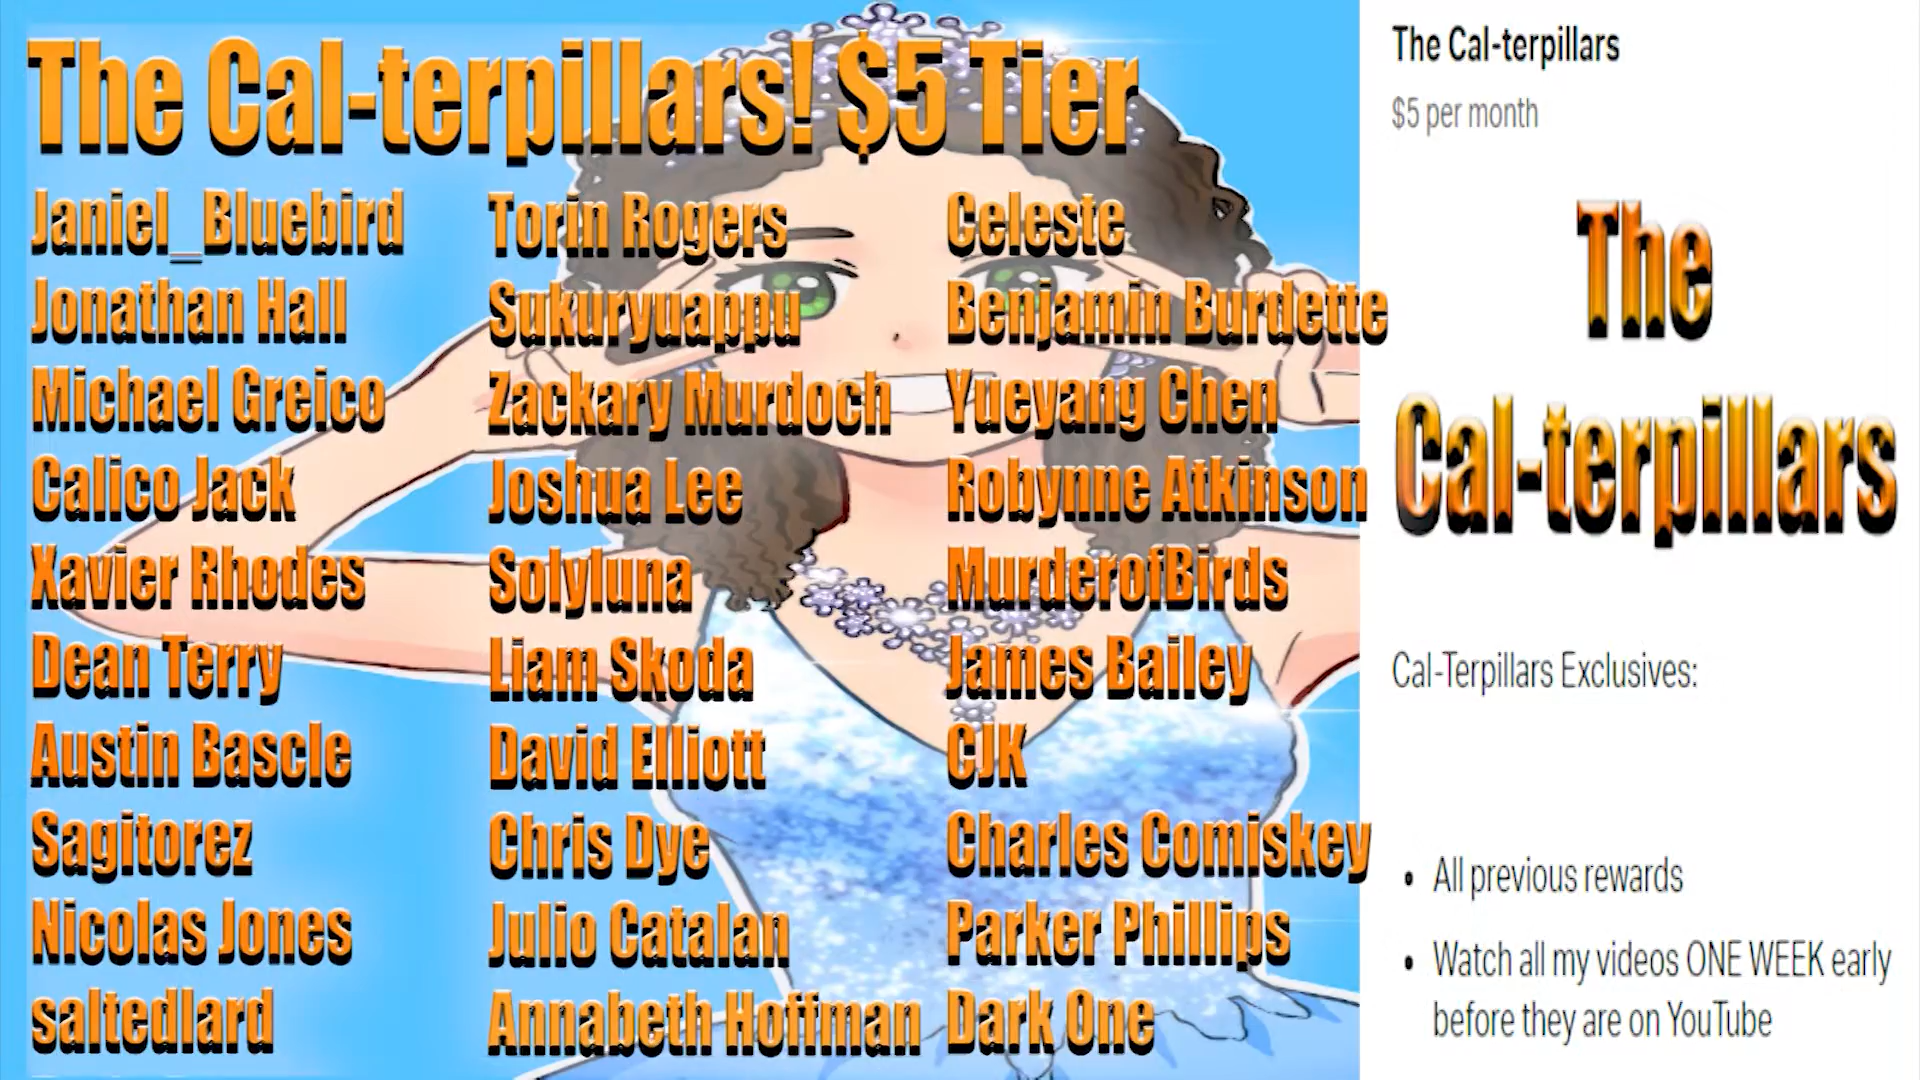 The Cal-terpillars! $5 Tier
Janiel_Bluebird
Jonathan Hall
Michael Greico
Calico Jack
Xavier Rhodes
Dean Terry
Austin Bascle
Sagitorez
Nicolas Jones
saltedlard
Torin Rogers
Sukuryuappu
Zackary Murdoch
Joshua Lee
Solyluna
Liam Skoda
David Elliott
Chris Dye
Julio Catalan
Annabeth Hoffman
Celeste
Benjamin Burdette
Yueyang Chen
Robynne Atkinson
MurderofBirds
James Bailey
CJK
Charles Comiskey
Parker Phillips
Dark One
The Cal-terpillars
$5 per month
The
Cal-terpillars
Cal-Terpillars Exclusives:
• All previous rewards
• Watch all my videos ONE WEEK early
before they are on YouTube